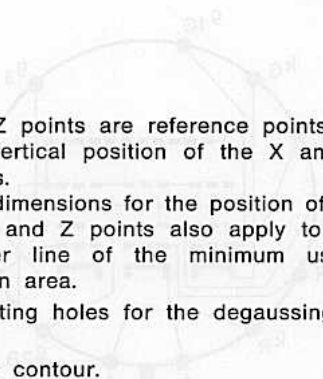 Z points are reference points
ertical position of the X an
s.
dimensions for the position of
and Z points also apply to
er line of the minimum us
n area.
ting holes for the degaussing
contour.